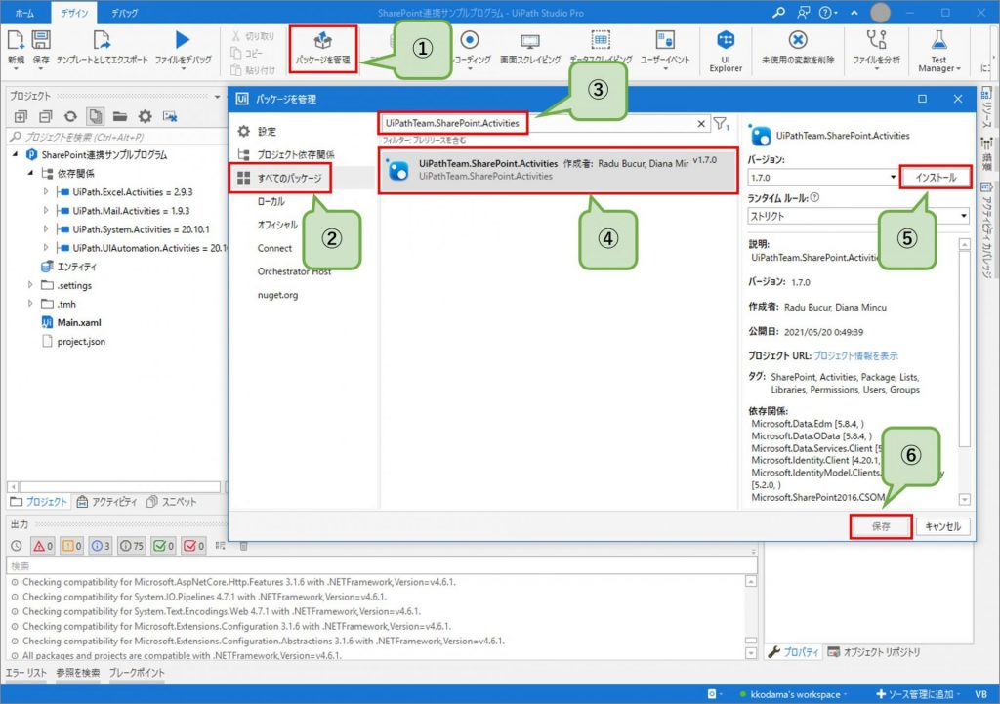 ホーム デザイン デバッグ SharePoint連携サンプルプログラム - UiPath Studio Pro
新規 保存 テンプレートとしてエクスポート ファイルをデバッグ
切り取り
コピー
貼り付け
パッケージを管理
コーディング 画面スクレイピング データスクレイピング ユーザーイベント UI Explorer 未使用の変数を削除 ファイルを分析 Test Manager
① ② ③ ④ ⑤ ⑥
プロジェクト
プロジェクトを検索 (Ctrl+Alt+P)
SharePoint連携サンプルプログラム
依存関係
UiPath.Excel.Activities = 2.9.3
UiPath.Mail.Activities = 1.9.3
UiPath.System.Activities = 20.10.1
UiPath.UIAutomation.Activities = 20.1
エンティティ
.settings
.tmh
Main.xaml
project.json
プロジェクト アクティビティ スニペット
パッケージを管理
設定
プロジェクト依存関係
すべてのパッケージ
ローカル
オフィシャル
Connect
Orchestrator Host
nuget.org
UiPathTeam.SharePoint.Activities
フィルター: プレリリースを含む
UiPathTeam.SharePoint.Activities 作成者: Radu Bucur, Diana Mir v1.7.0
UiPathTeam.SharePoint.Activities
UiPathTeam.SharePoint.Activities
バージョン:
1.7.0 インストール
ランタイム ルール:
ストリクト
説明:
UiPathTeam.SharePoint.Activitie
バージョン: 1.7.0
作成者: Radu Bucur, Diana Mincu
公開日: 2021/05/20 0:49:39
プロジェクト URL: プロジェクト情報を表示
タグ: SharePoint, Activities, Package, Lists,
Libraries, Permissions, Users, Groups
依存関係:
Microsoft.Data.Edm [5.8.4, )
Microsoft.Data.OData [5.8.4, )
Microsoft.Data.Services.Client [5
Microsoft.Identity.Client [4.20.1,
Microsoft.IdentityModel.Clients. y
[5.2.0, )
Microsoft.SharePoint2016.CSOM
保存 キャンセル
リソース
概要
アクティビティ カバレッジ
出力
0 0 3 75 0 0
検索
Checking compatibility for Microsoft.AspNetCore.Http.Features 3.1.6 with .NETFramework,Version=v4.6.1.
Checking compatibility for System.IO.Pipelines 4.7.1 with .NETFramework,Version=v4.6.1.
Checking compatibility for System.Text.Encodings.Web 4.7.1 with .NETFramework,Version=v4.6.1.
Checking compatibility for Microsoft.Extensions.Configuration 3.1.6 with .NETFramework,Version=v4.6.1.
Checking compatibility for Microsoft.Extensions.Configuration.Abstractions 3.1.6 with .NETFramework,Version=v4.6.1.
All packages and projects are compatible with .NETFramework,Version=v4.6.1.
プロパティ オブジェクト リポジトリ
エラー リスト 参照を検索 ブレークポイント
kkodama's workspace ソース管理に追加 VB